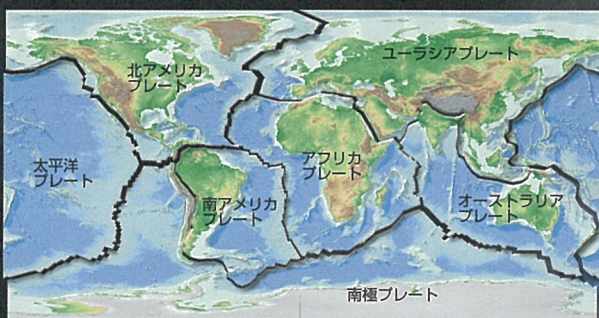 北アメリカ
プレート
ユーラシアプレート
太平洋
プレート
アフリカ
プレート
南アメリカ
プレート
オーストラリア
プレート
南極プレート